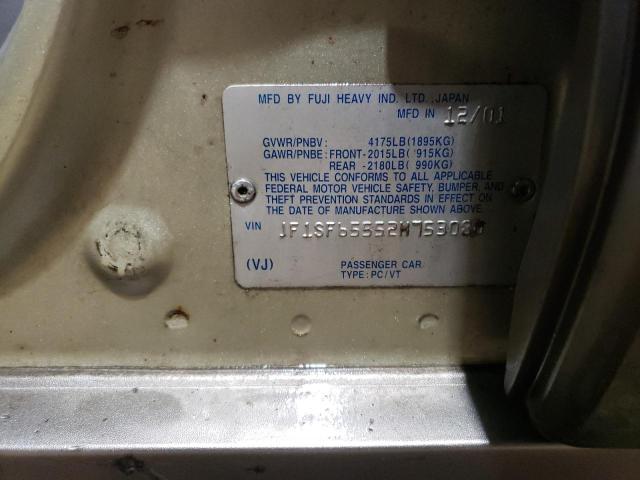 MFD BY FUJI HEAVY IND. LTD., JAPAN
MFD IN 12/01
GVWR/PNBV: 4175LB(1895KG)
GAWR/PNBE: FRONT-2015LB( 915KG)
REAR -2180LB( 990KG)
THIS VEHICLE CONFORMS TO ALL APPLICABLE
FEDERAL MOTOR VEHICLE SAFETY, BUMPER, AND
THEFT PREVENTION STANDARDS IN EFFECT ON
THE DATE OF MANUFACTURE SHOWN ABOVE.
VIN
(VJ) PASSENGER CAR
TYPE: PC/VT